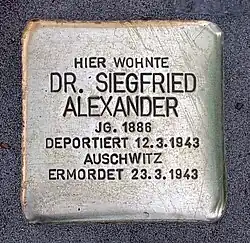 HIER WOHNTE
DR. SIEGFRIED
ALEXANDER
JG. 1886
DEPORTIERT 12.3.1943
AUSCHWITZ
ERMORDET 23.3.1943